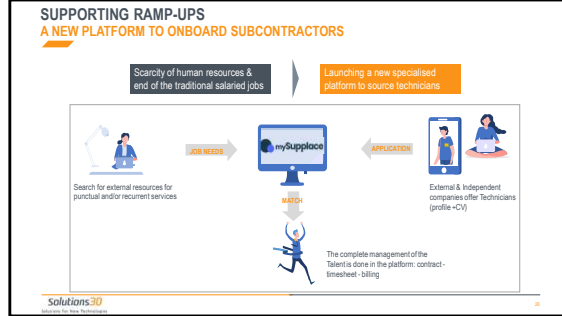 SUPPORTING RAMP-UPS
A NEW PLATFORM TO ONBOARD SUBCONTRACTORS
Scarcity of human resources &
end of the traditional salaried jobs
Launching a new specialised
platform to source technicians
JOB NEEDS
mySupplace
APPLICATION
Search for external resources for
punctual and/or recurrent services
MATCH
External & Independent
companies offer Technicians
(profile +CV)
The complete management of the
Talent is done in the platform: contract -
timesheet - billing
Solutions30
Solutions for New Technologies